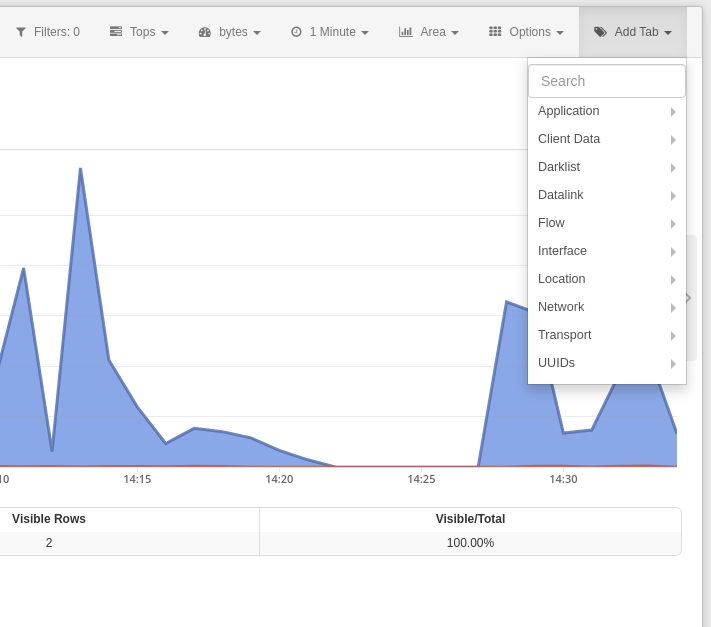 Filters: 0 Tops bytes 1 Minute Area Options Add Tab
Search
Application
Client Data
Darklist
Datalink
Flow
Interface
Location
Network
Transport
UUIDs
10 14:15 14:20 14:25 14:30
Visible Rows Visible/Total
2 100.00%